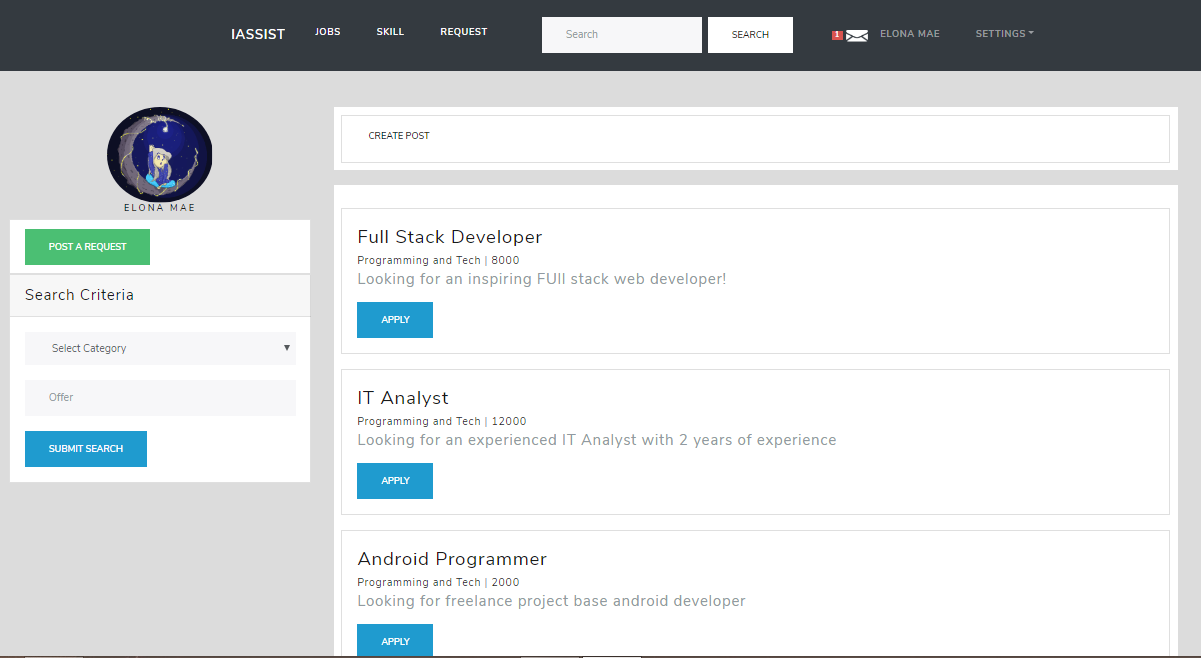 IASSIST JOBS SKILL REQUEST Search SEARCH 1 ELONA MAE SETTINGS
ELONA MAE
POST A REQUEST
Search Criteria
Select Category
Offer
SUBMIT SEARCH
CREATE POST
Full Stack Developer
Programming and Tech | 8000
Looking for an inspiring FUll stack web developer!
APPLY
IT Analyst
Programming and Tech | 12000
Looking for an experienced IT Analyst with 2 years of experience
APPLY
Android Programmer
Programming and Tech | 2000
Looking for freelance project base android developer
APPLY